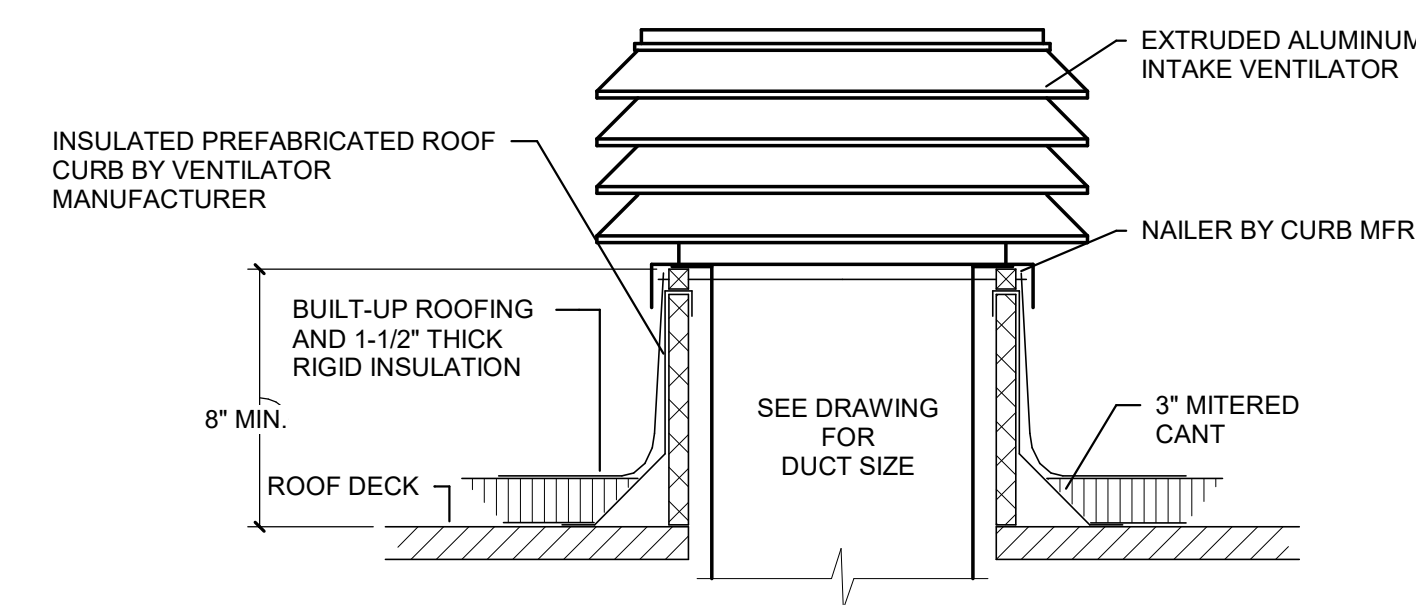 EXTRUDED ALUMINUM
INTAKE VENTILATOR
INSULATED PREFABRICATED ROOF
CURB BY VENTILATOR
MANUFACTURER
NAILER BY CURB MFR
BUILT-UP ROOFING
AND 1-1/2" THICK
RIGID INSULATION
8" MIN.
SEE DRAWING
FOR
DUCT SIZE
3" MITERED
CANT
ROOF DECK